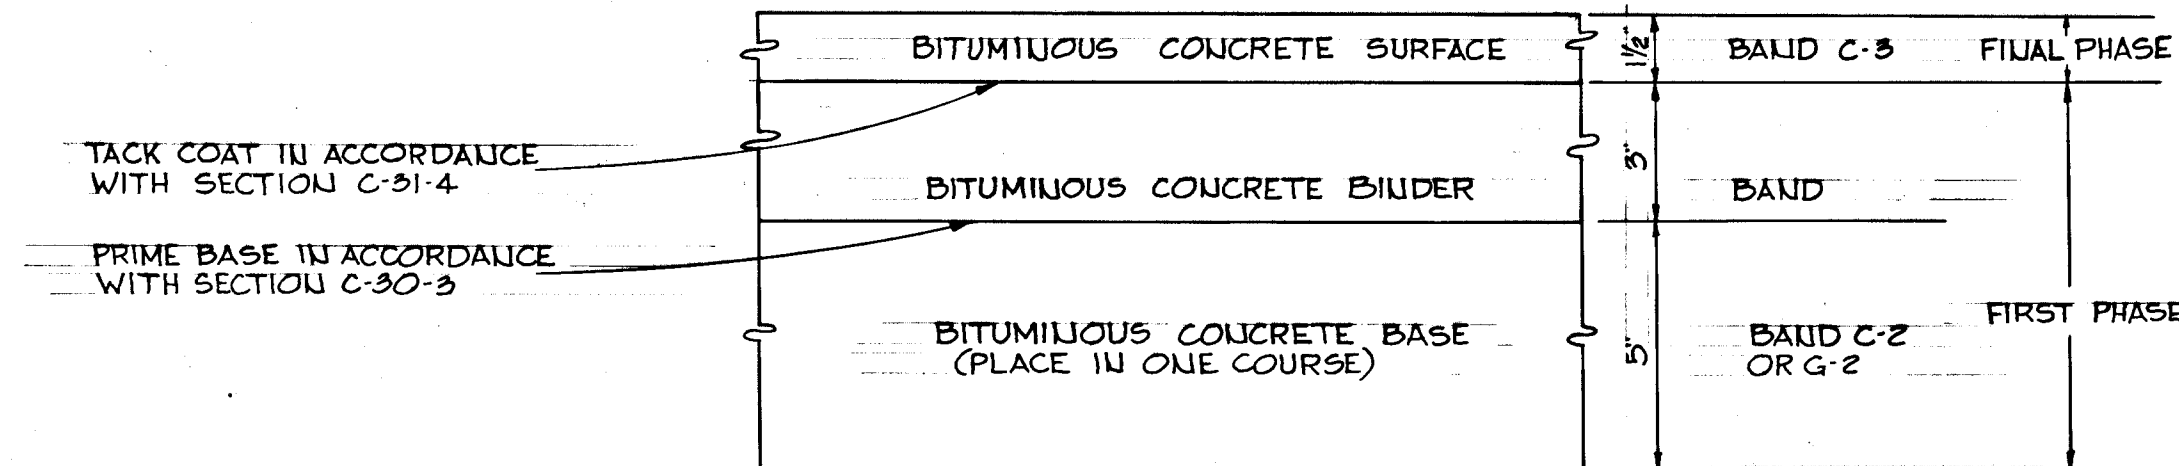 BITUMINOUS CONCRETE SURFACE
1½"
BAND C-3
FINAL PHASE
TACK COAT IN ACCORDANCE
WITH SECTION C-31-4
3"
BITUMINOUS CONCRETE BINDER
BAND
PRIME BASE IN ACCORDANCE
WITH SECTION C-30-3
FIRST PHASE
BITUMINOUS CONCRETE BASE
(PLACE IN ONE COURSE)
5"
BAND C-2
OR G-2